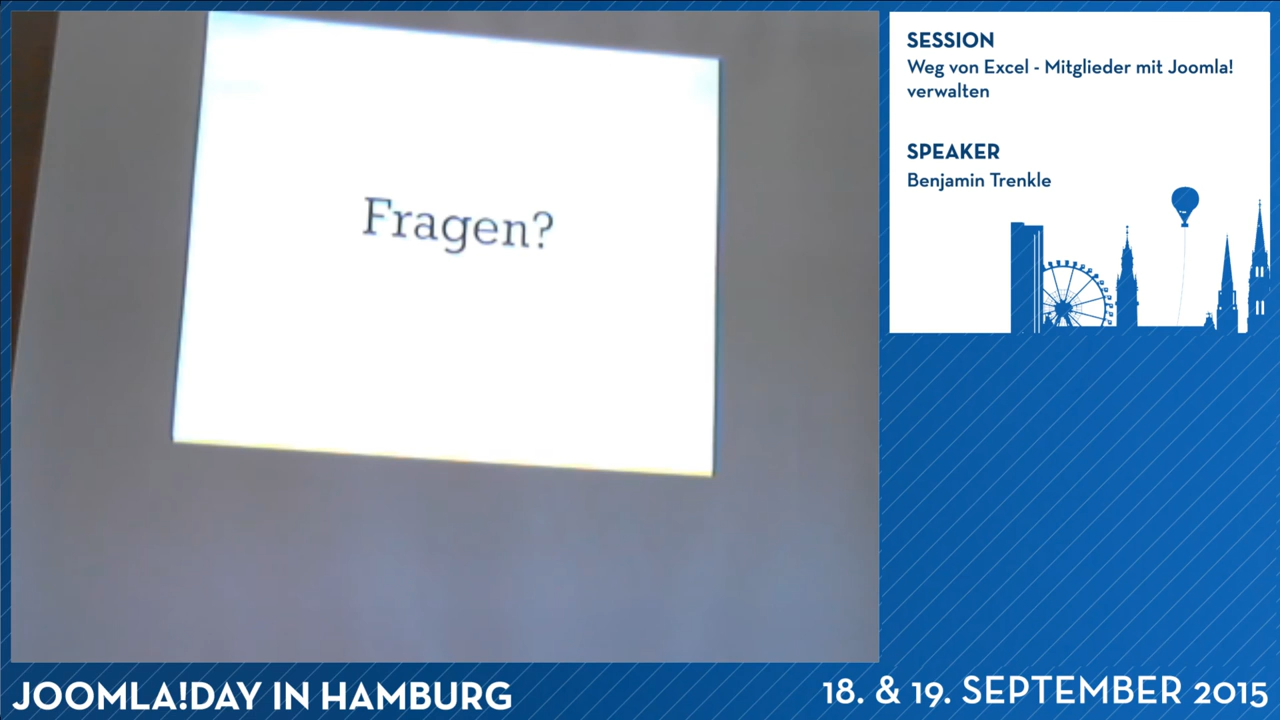 Fragen?
SESSION
Weg von Excel - Mitglieder mit Joomla!
verwalten
SPEAKER
Benjamin Trenkle
JOOMLA!DAY IN HAMBURG
18. & 19. SEPTEMBER 2015